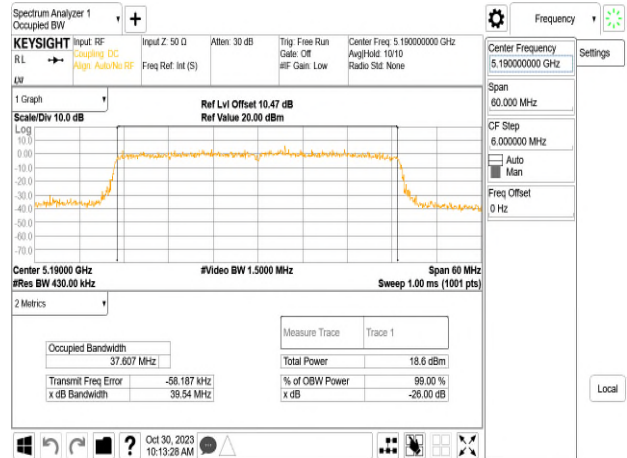 Spectrum Analyzer 1
Occupied BW
Frequency
KEYSIGHT
RL
Input: RF
Coupling: DC
Align: Auto/No RF
Input Z: 50 Ω
Freq Ref: Int (S)
Atten: 30 dB
Trig: Free Run
Gate: Off
#IF Gain: Low
Center Freq: 5.190000000 GHz
Avg|Hold: 10/10
Radio Std: None
Center Frequency
5.190000000 GHz
Settings
Span
60.000 MHz
CF Step
6.000000 MHz
Auto
Man
Freq Offset
0 Hz
Local
1 Graph
Scale/Div 10.0 dB
Ref Lvl Offset 10.47 dB
Ref Value 20.00 dBm
Log
10.0
0.00
-10.0
-20.0
-30.0
-40.0
-50.0
-60.0
-70.0
Center 5.19000 GHz
#Video BW 1.5000 MHz
Span 60 MHz
#Res BW 430.00 kHz
Sweep 1.00 ms (1001 pts)
2 Metrics
Measure Trace Trace 1
Occupied Bandwidth
37.607 MHz
Total Power 18.6 dBm
Transmit Freq Error -58.187 kHz
% of OBW Power 99.00 %
x dB Bandwidth 39.54 MHz
x dB -26.00 dB
?
Oct 30, 2023
10:13:28 AM